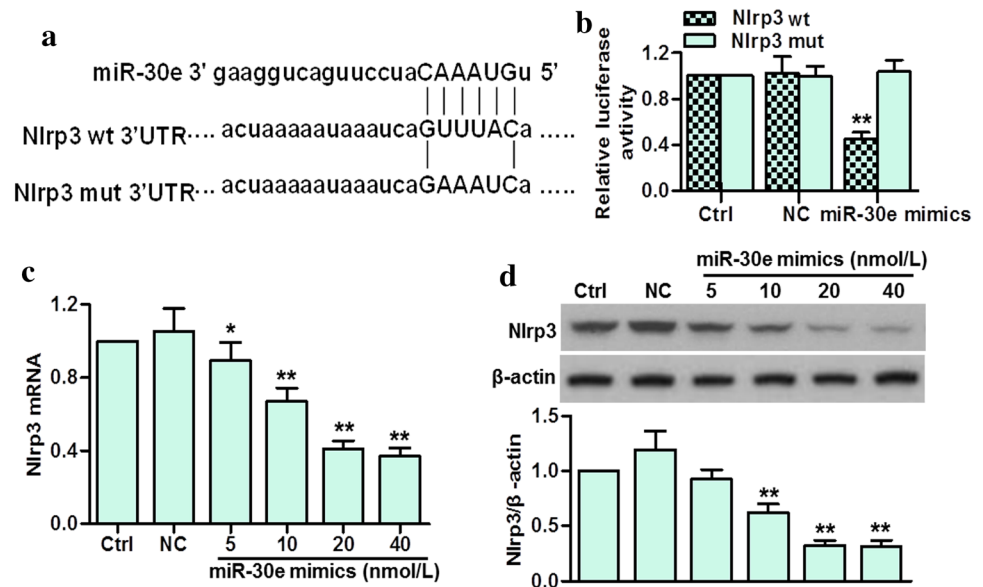 a
miR-30e 3' gaaggucaguuccuaCAAAUGu 5'
Nlrp3 wt 3'UTR···· acuaaaaauaaaucaGUUUACa ·····
Nlrp3 mut 3'UTR··· acuaaaaauaaaucaGAAAUCa ·····
b
Nlrp3 wt
Nlrp3 mut
Relative luciferase
avtivity
1.2
0.8
0.4
0.0
Ctrl NC miR-30e mimics
c
Nlrp3 mRNA
1.2
0.8
0.4
0.0
* ** ** **
Ctrl NC 5 10 20 40
miR-30e mimics (nmol/L)
d
miR-30e mimics (nmol/L)
Ctrl NC 5 10 20 40
Nlrp3
β-actin
Nlrp3/β -actin
1.5
1.0
0.5
0.0
** ** **
**